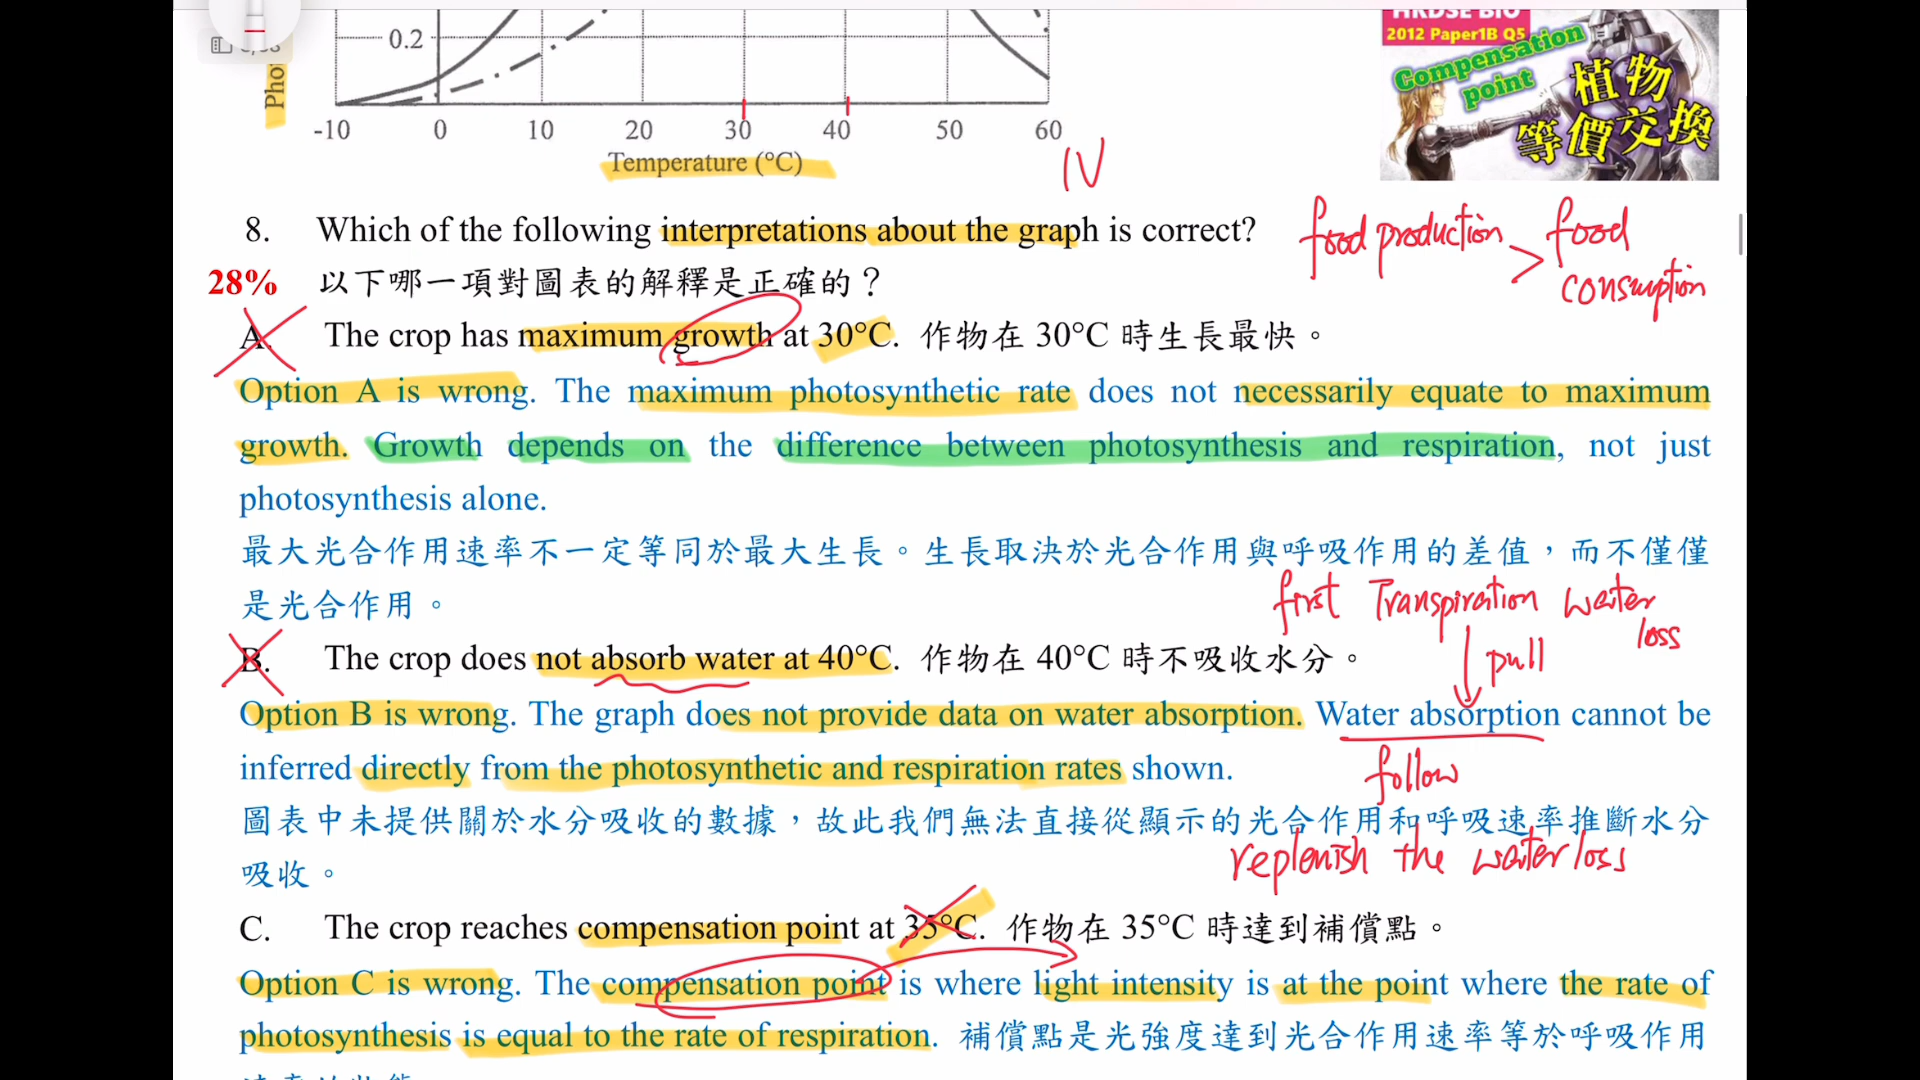 HKDSE BIO
2012 Paper1B Q5
Compensation
point
植物
等價交換
0.2
Pho
-10 0 10 20 30 40 50 60
Temperature (°C)
IV
8. Which of the following interpretations about the graph is correct?
food production > food
consumption
28% 以下哪一項對圖表的解釋是正確的？
A. The crop has maximum growth at 30°C. 作物在 30°C 時生長最快。
Option A is wrong. The maximum photosynthetic rate does not necessarily equate to maximum
growth. Growth depends on the difference between photosynthesis and respiration, not just
photosynthesis alone.
最大光合作用速率不一定等同於最大生長。生長取決於光合作用與呼吸作用的差值，而不僅僅
是光合作用。
first Transpiration water
loss
B. The crop does not absorb water at 40°C. 作物在 40°C 時不吸收水分。
pull
Option B is wrong. The graph does not provide data on water absorption. Water absorption cannot be
inferred directly from the photosynthetic and respiration rates shown.
follow
圖表中未提供關於水分吸收的數據，故此我們無法直接從顯示的光合作用和呼吸速率推斷水分
吸收。
replenish the water loss
C. The crop reaches compensation point at 35°C. 作物在 35°C 時達到補償點。
Option C is wrong. The compensation point is where light intensity is at the point where the rate of
photosynthesis is equal to the rate of respiration. 補償點是光強度達到光合作用速率等於呼吸作用